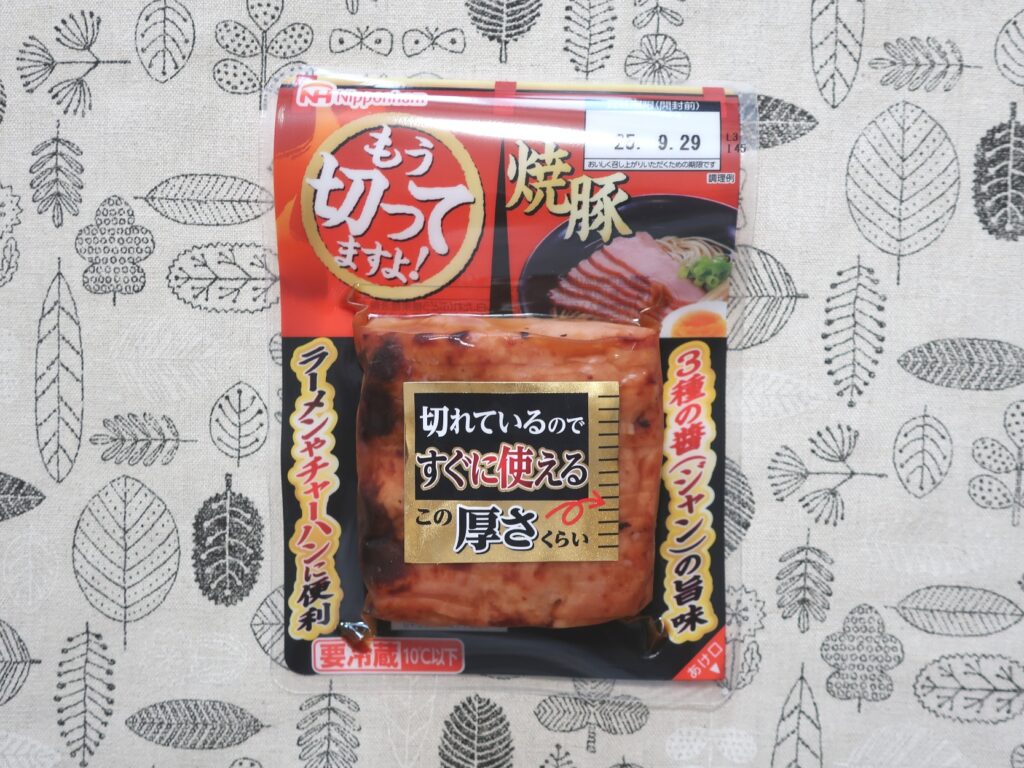 NH Nipponham
もう
切って
ますよ!
焼豚
(開封前)
25. 9.29
おいしく召し上がりいただくための期限です
調理例
ラーメンやチャーハンに便利
3種の醤(ジャン)の旨味
切れているので
すぐに使える
この厚さくらい
要冷蔵 10℃以下
あけ口